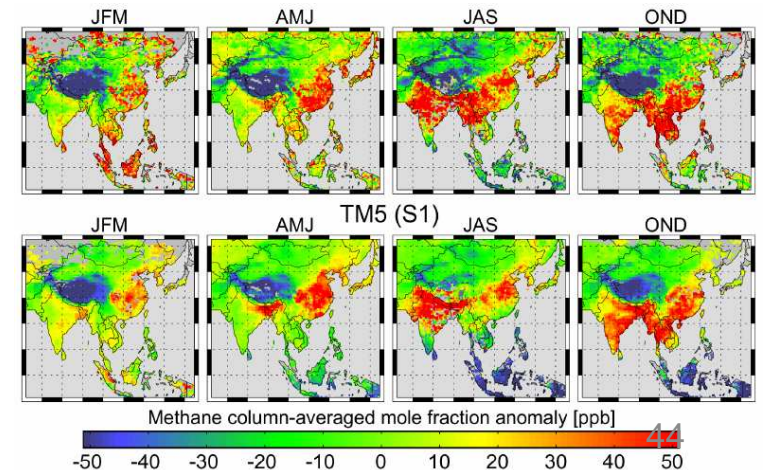 JFM AMJ JAS OND
TM5 (S1)
JFM AMJ JAS OND
Methane column-averaged mole fraction anomaly [ppb]
44
-50 -40 -30 -20 -10 0 10 20 30 40 50